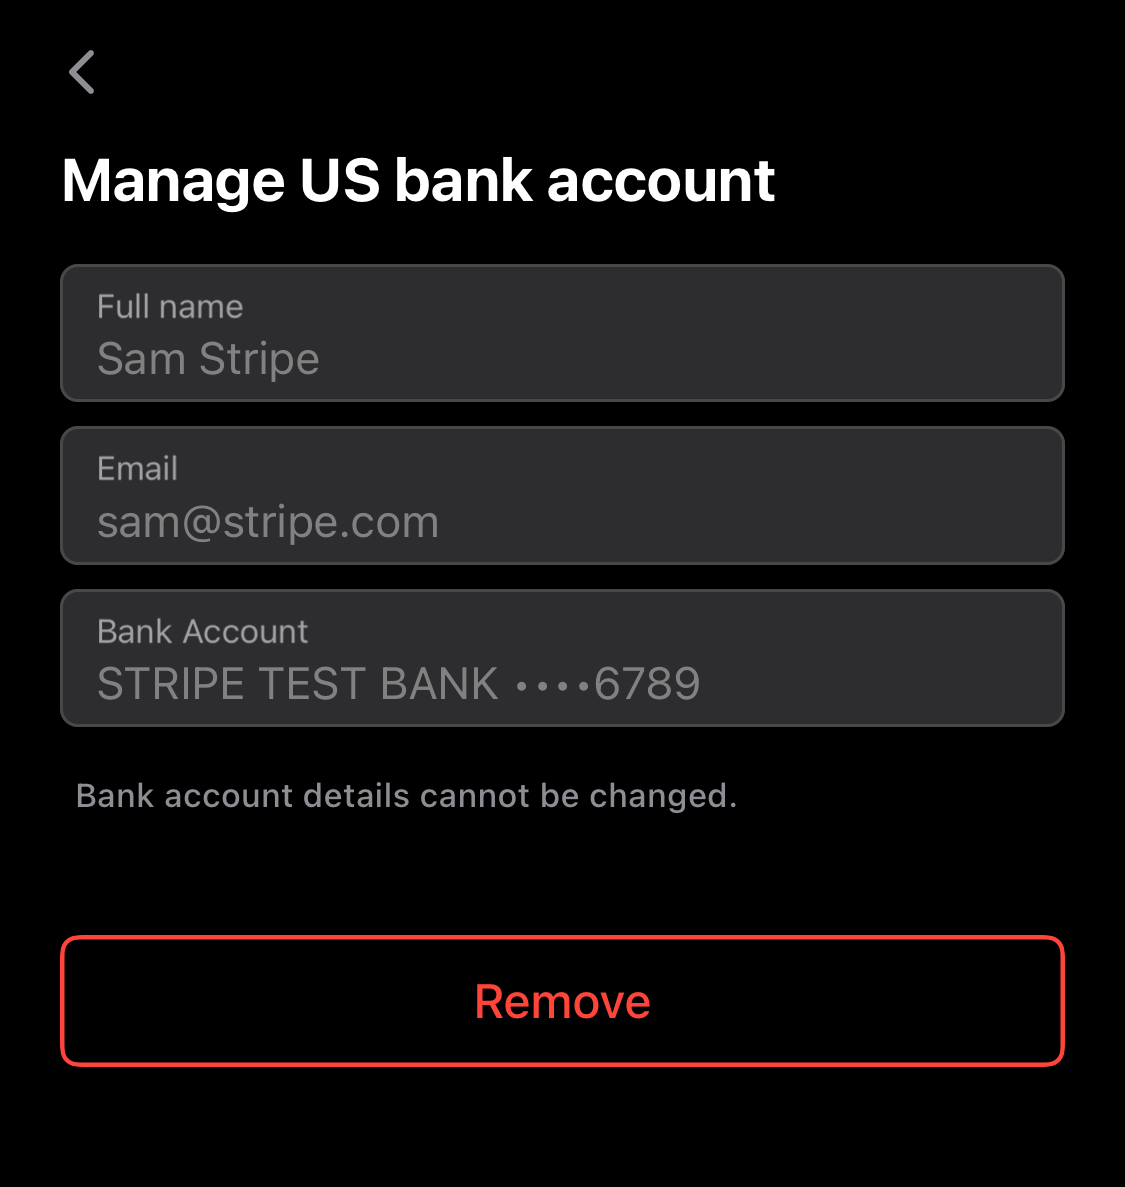 Manage US bank account
Full name
Sam Stripe
Email
sam@stripe.com
Bank Account
STRIPE TEST BANK ••••6789
Bank account details cannot be changed.
Remove